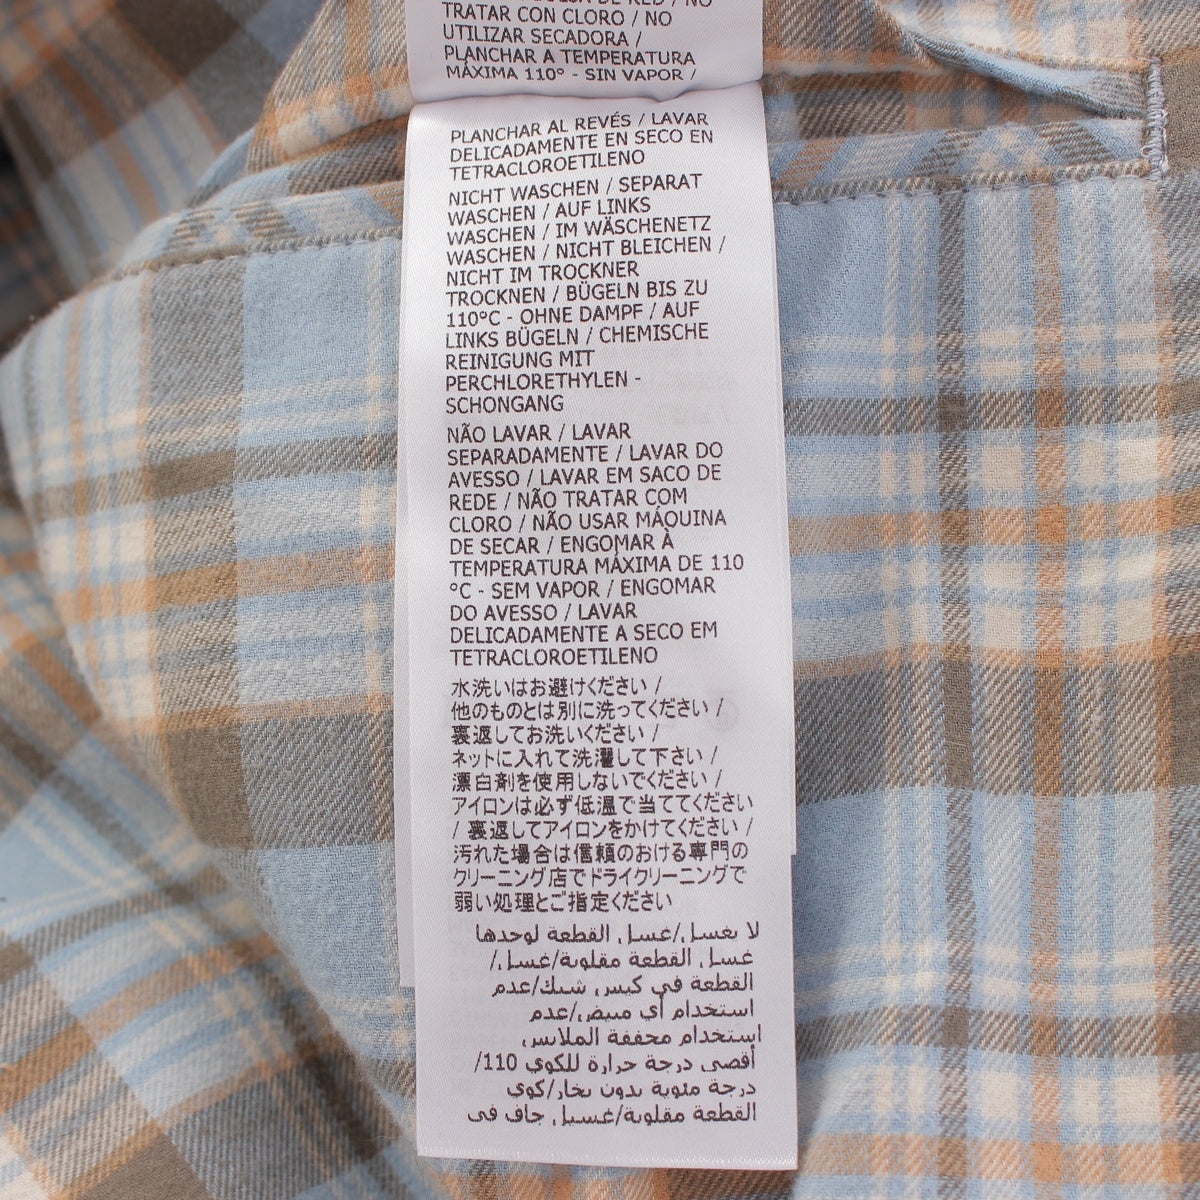 DE RED / NO
TRATAR CON CLORO / NO
UTILIZAR SECADORA /
PLANCHAR A TEMPERATURA
MÁXIMA 110° - SIN VAPOR /
PLANCHAR AL REVÉS / LAVAR
DELICADAMENTE EN SECO EN
TETRACLOROETILENO
NICHT WASCHEN / SEPARAT
WASCHEN / AUF LINKS
WASCHEN / IM WÄSCHENETZ
WASCHEN / NICHT BLEICHEN /
NICHT IM TROCKNER
TROCKNEN / BÜGELN BIS ZU
110°C - OHNE DAMPF / AUF
LINKS BÜGELN / CHEMISCHE
REINIGUNG MIT
PERCHLORETHYLEN -
SCHONGANG
NÃO LAVAR / LAVAR
SEPARADAMENTE / LAVAR DO
AVESSO / LAVAR EM SACO DE
REDE / NÃO TRATAR COM
CLORO / NÃO USAR MÁQUINA
DE SECAR / ENGOMAR À
TEMPERATURA MÁXIMA DE 110
°C - SEM VAPOR / ENGOMAR
DO AVESSO / LAVAR
DELICADAMENTE A SECO EM
TETRACLOROETILENO
水洗いはお避けください /
他のものとは別に洗ってください /
裏返してお洗いください /
ネットに入れて洗濯して下さい /
漂白剤を使用しないでください /
アイロンは必ず低温で当ててください
/ 裏返してアイロンをかけてください /
汚れた場合は信頼のおける専門の
クリーニング店でドライクリーニングで
弱い処理とご指定ください
لا يغسل/غسل القطعة لوحدها
غسل القطعة مقلوبة/غسل/
القطعة في كيس شبك/عدم
استخدام أي مبيض/عدم
استخدام مجففة الملابس
أقصى درجة حرارة للكوي 110/
درجة مئوية بدون بخار/كوي
القطعة مقلوبة/غسيل جاف في